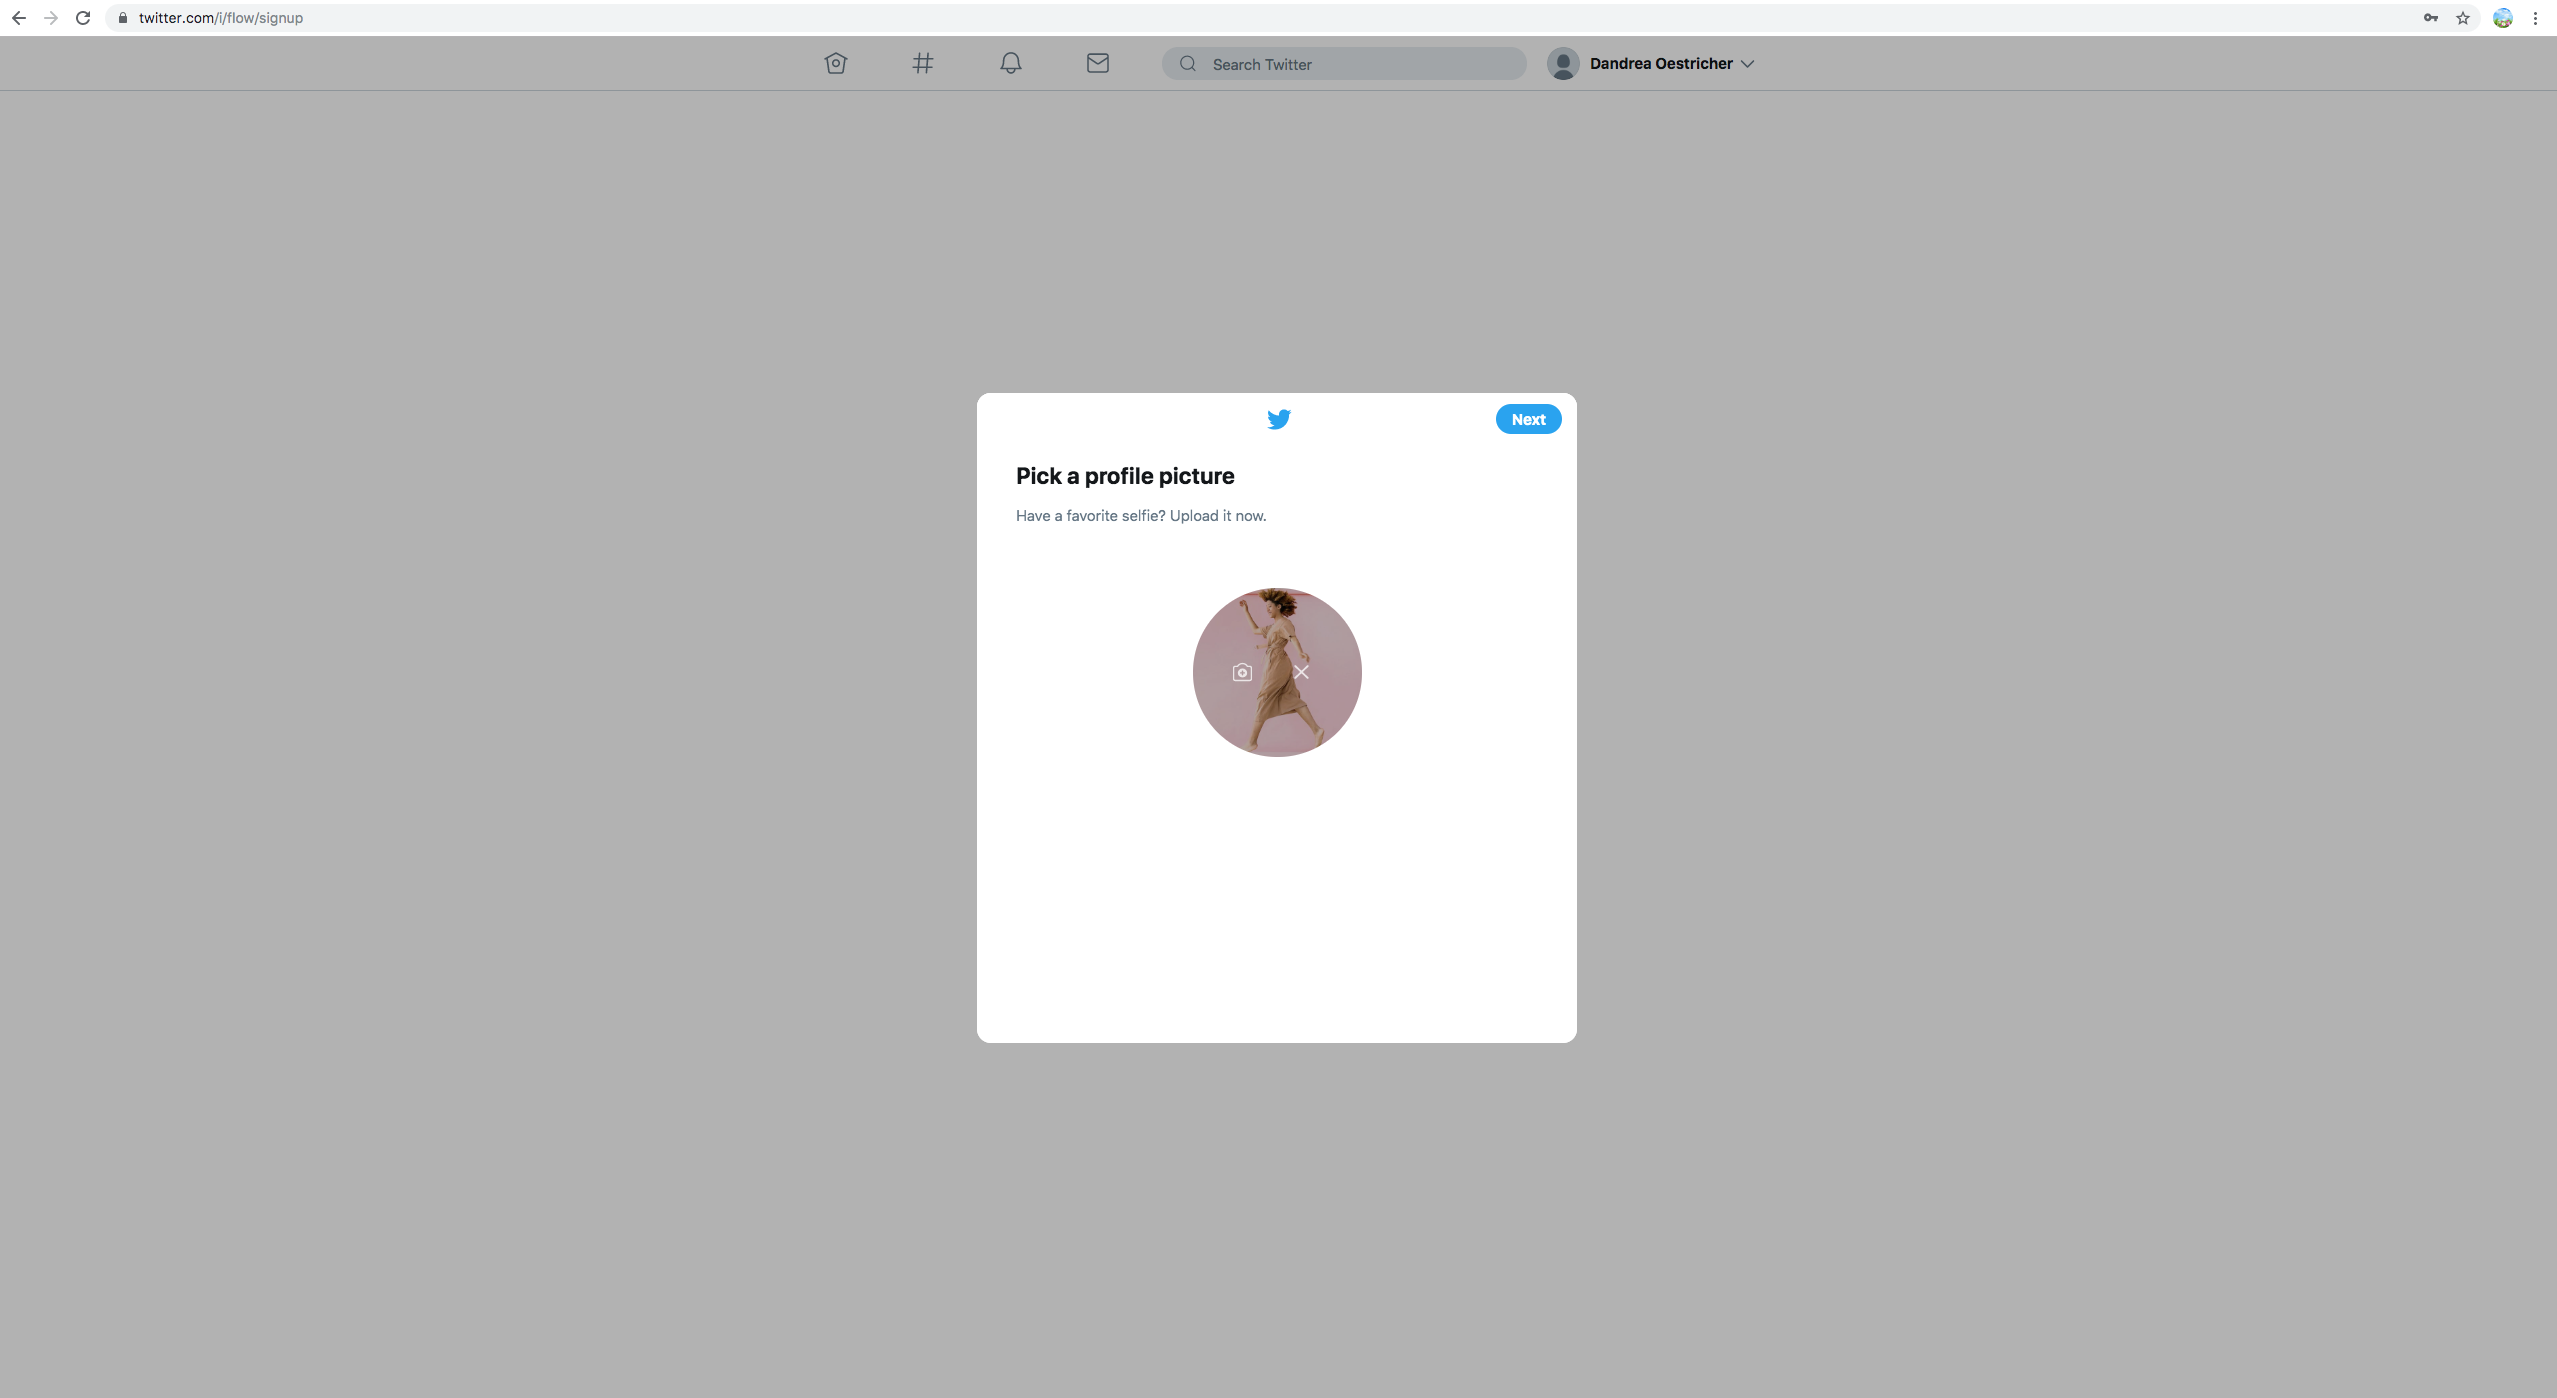 twitter.com/i/flow/signup
Search Twitter
Dandrea Oestricher
Next
Pick a profile picture
Have a favorite selfie? Upload it now.